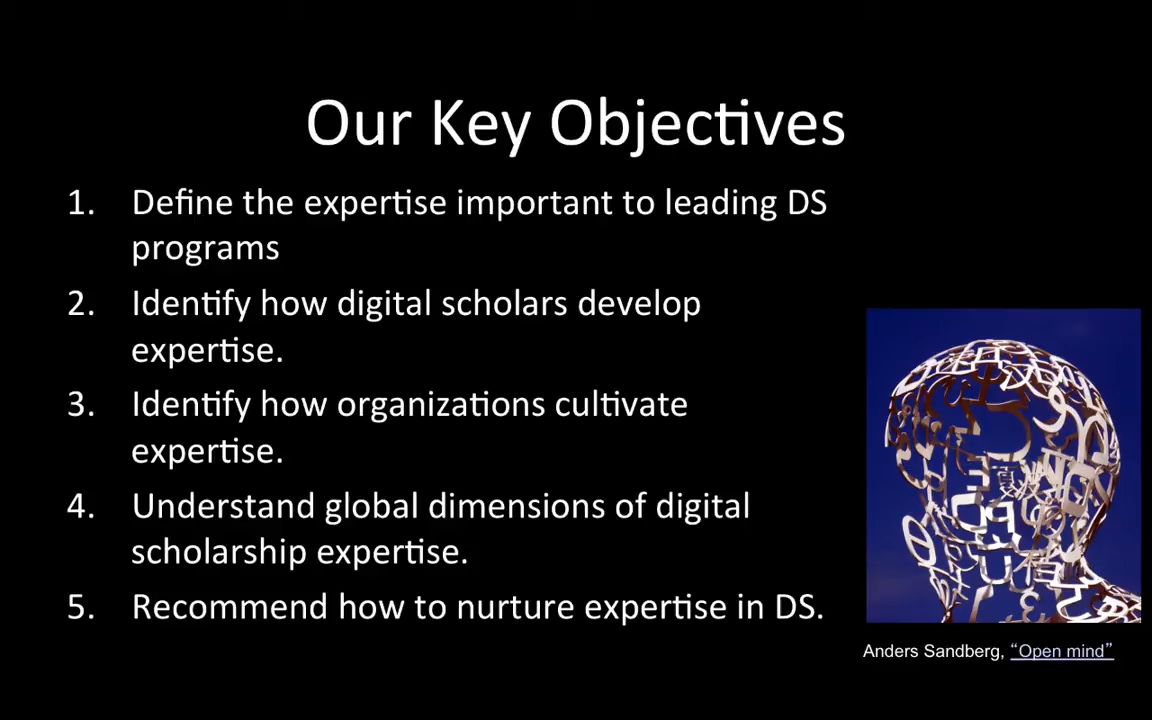 Our Key Objectives
1. Define the expertise important to leading DS
programs
2. Identify how digital scholars develop
expertise.
3. Identify how organizations cultivate
expertise.
4. Understand global dimensions of digital
scholarship expertise.
5. Recommend how to nurture expertise in DS.
Anders Sandberg, “Open mind”